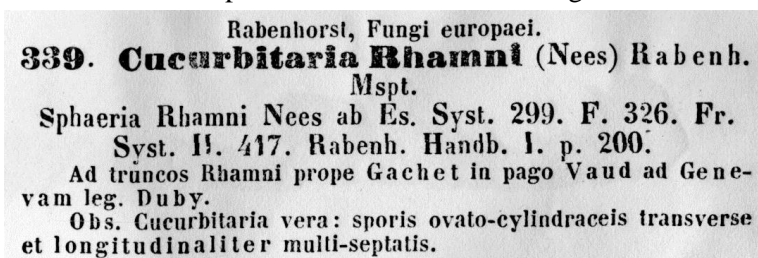 Rabenhorst, Fungi europaei.
339. Cucurbitaria Rhamni (Nees) Rabenh.
Mspt.
Sphaeria Rhamni Nees ab Es. Syst. 299. F. 326. Fr.
Syst. II. 417. Rabenh. Handb. I. p. 200.
Ad truncos Rhamni prope Gachet in pago Vaud ad Gene-
vam leg. Duby.
Obs. Cucurbitaria vera: sporis ovato-cylindraceis transverse
et longitudinaliter multi-septatis.